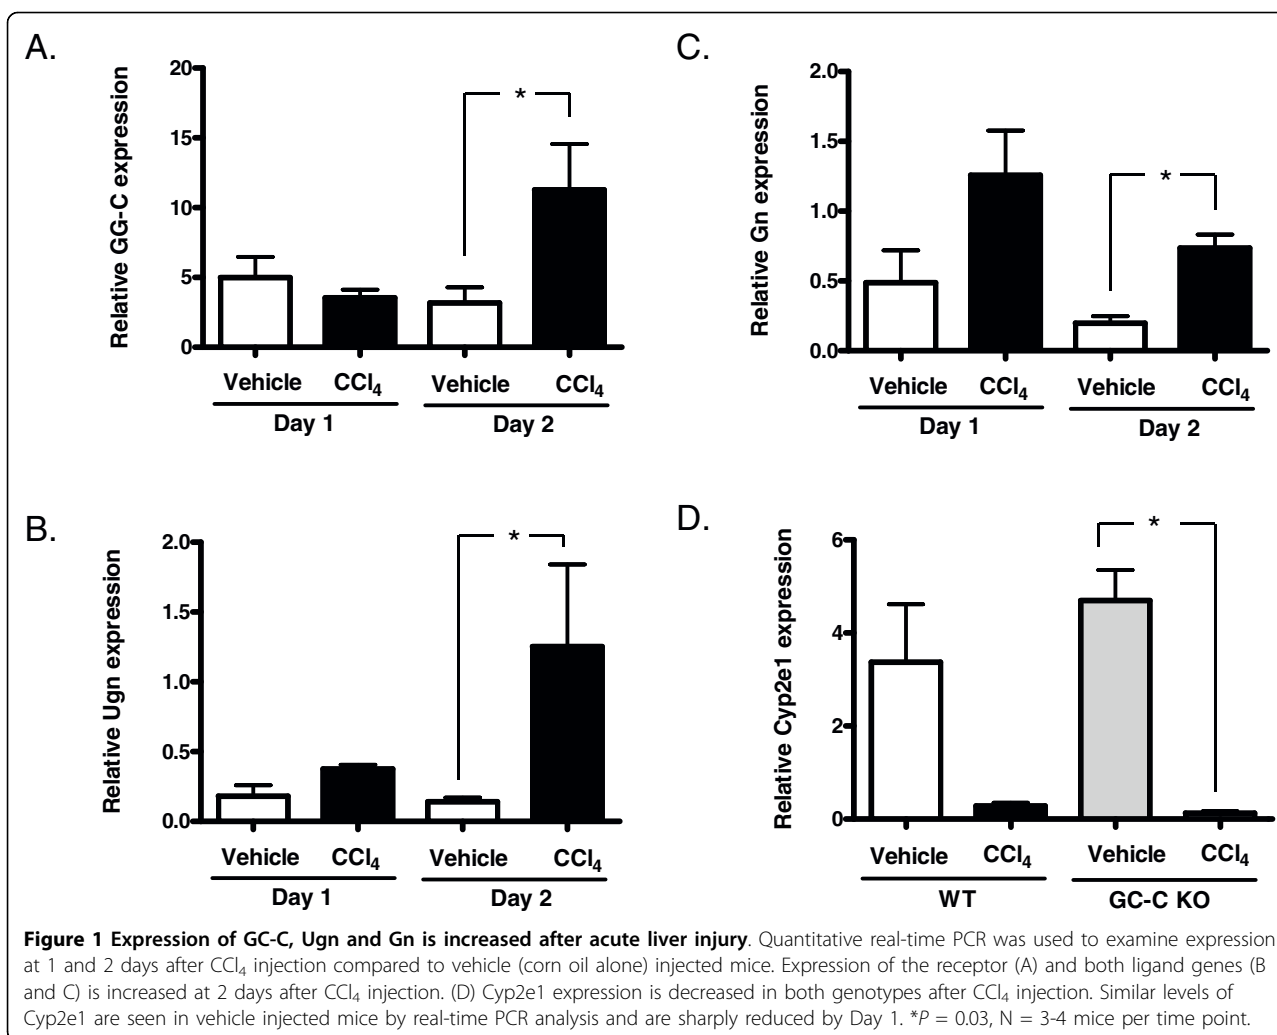 A.
Relative GG-C expression
20
15
10
5
0
*
Vehicle CCl₄ Vehicle CCl₄
Day 1 Day 2
B.
Relative Ugn expression
2.0
1.5
1.0
0.5
0.0
*
Vehicle CCl₄ Vehicle CCl₄
Day 1 Day 2
C.
Relative Gn expression
2.0
1.5
1.0
0.5
0.0
*
Vehicle CCl₄ Vehicle CCl₄
Day 1 Day 2
D.
Relative Cyp2e1 expression
6
4
2
0
*
Vehicle CCl₄ Vehicle CCl₄
WT GC-C KO
Figure 1 Expression of GC-C, Ugn and Gn is increased after acute liver injury. Quantitative real-time PCR was used to examine expression
at 1 and 2 days after CCl₄ injection compared to vehicle (corn oil alone) injected mice. Expression of the receptor (A) and both ligand genes (B
and C) is increased at 2 days after CCl₄ injection. (D) Cyp2e1 expression is decreased in both genotypes after CCl₄ injection. Similar levels of
Cyp2e1 are seen in vehicle injected mice by real-time PCR analysis and are sharply reduced by Day 1. *P = 0.03, N = 3-4 mice per time point.